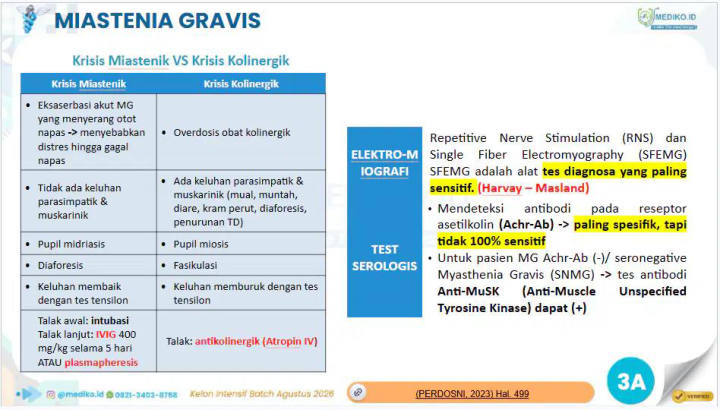 MIASTENIA GRAVIS
MEDIKO.ID
Krisis Miastenik VS Krisis Kolinergik
Krisis Miastenik
Krisis Kolinergik
• Eksaserbasi akut MG
yang menyerang otot
napas -> menyebabkan
distres hingga gagal
napas
• Overdosis obat kolinergik
• Tidak ada keluhan
parasimpatik &
muskarinik
• Ada keluhan parasimpatik &
muskarinik (mual, muntah,
diare, kram perut, diaforesis,
penurunan TD)
• Pupil midriasis
• Pupil miosis
• Diaforesis
• Fasikulasi
• Keluhan membaik
dengan tes tensilon
• Keluhan memburuk dengan tes
tensilon
Talak awal: intubasi
Talak lanjut: IVIG 400
mg/kg selama 5 hari
ATAU plasmapheresis
Talak: antikolinergik (Atropin IV)
ELEKTRO-M
IOGRAFI
Repetitive Nerve Stimulation (RNS) dan
Single Fiber Electromyography (SFEMG)
SFEMG adalah alat tes diagnosa yang paling
sensitif. (Harvay – Masland)
TEST
SEROLOGIS
• Mendeteksi antibodi pada reseptor
asetilkolin (Achr-Ab) -> paling spesifik, tapi
tidak 100% sensitif
• Untuk pasien MG Achr-Ab (-)/ seronegative
Myasthenia Gravis (SNMG) -> tes antibodi
Anti-MuSK (Anti-Muscle Unspecified
Tyrosine Kinase) dapat (+)
@mediko.id 0821-3403-8768
Kelon Intensif Batch Agustus 2026
(PERDOSNI, 2023) Hal. 499
3A
VERIFIED